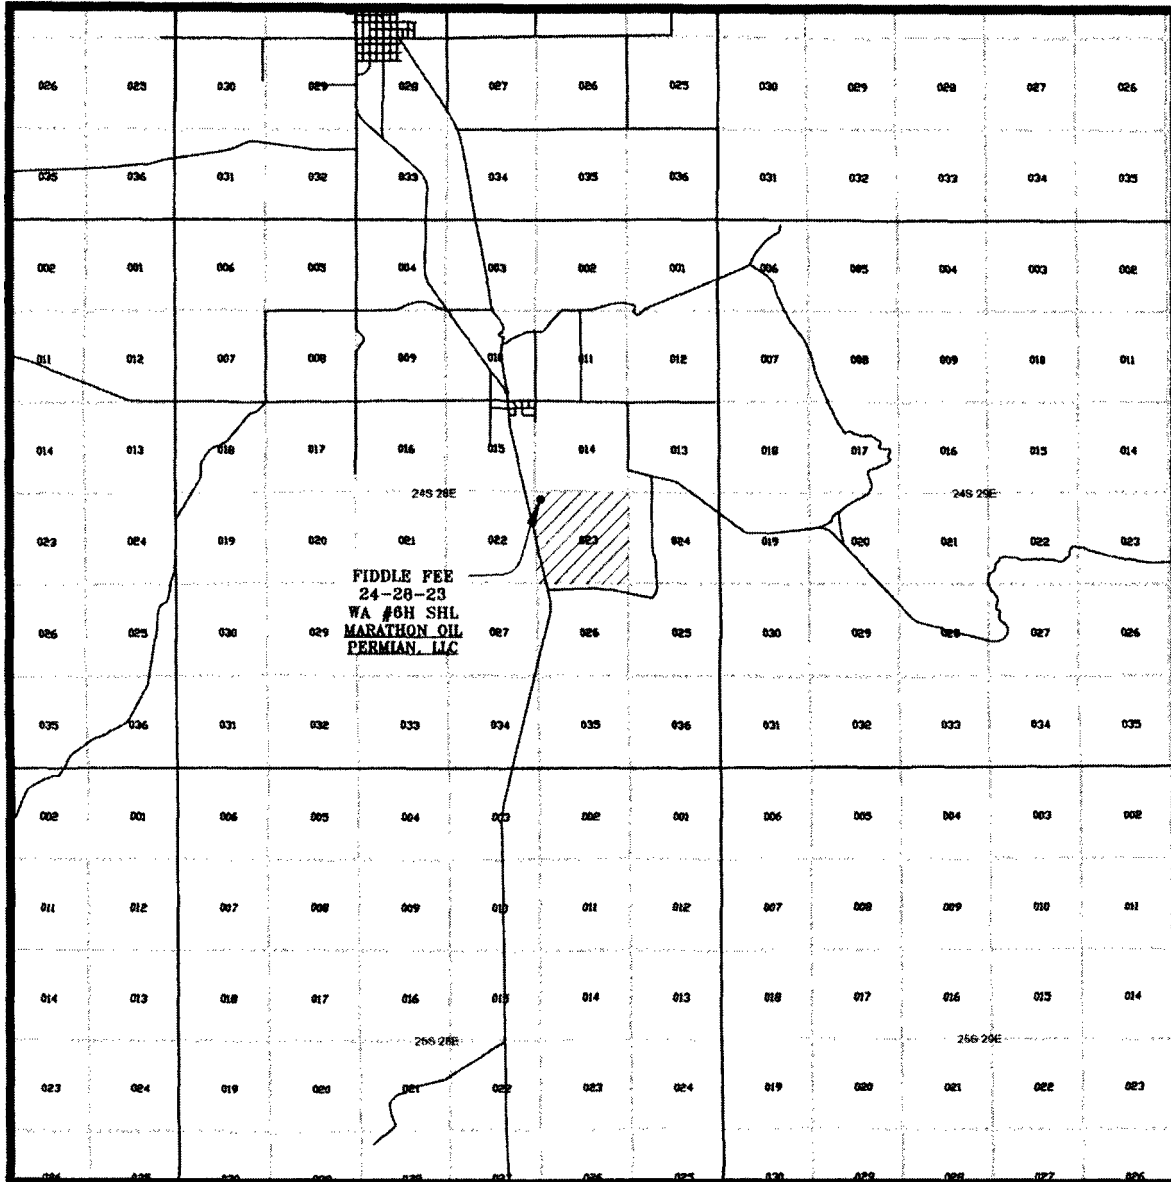 026 025 030 029 028 027 026 025 030 029 028 027 026
035 036 031 032 033 034 035 036 031 032 033 034 035
002 001 006 005 004 003 002 001 006 005 004 003 002
011 012 007 008 009 010 011 012 007 008 009 010 011
014 013 018 017 016 015 014 013 018 017 016 015 014
24S 28E 24S 29E
023 024 019 020 021 022 023 024 019 020 021 022 023
FIDDLE FEE
24-28-23
WA #6H SHL
MARATHON OIL
PERMIAN, LLC
026 025 030 029 027 026 025 030 029 028 027 026
035 036 031 032 033 034 035 036 031 032 033 034 035
002 001 006 005 004 003 002 001 006 005 004 003 002
011 012 007 008 009 010 011 012 007 008 009 010 011
014 013 018 017 016 015 014 013 018 017 016 015 014
25S 28E 25S 29E
023 024 019 020 021 022 023 024 019 020 021 022 023
026 025 030 029 028 027 026